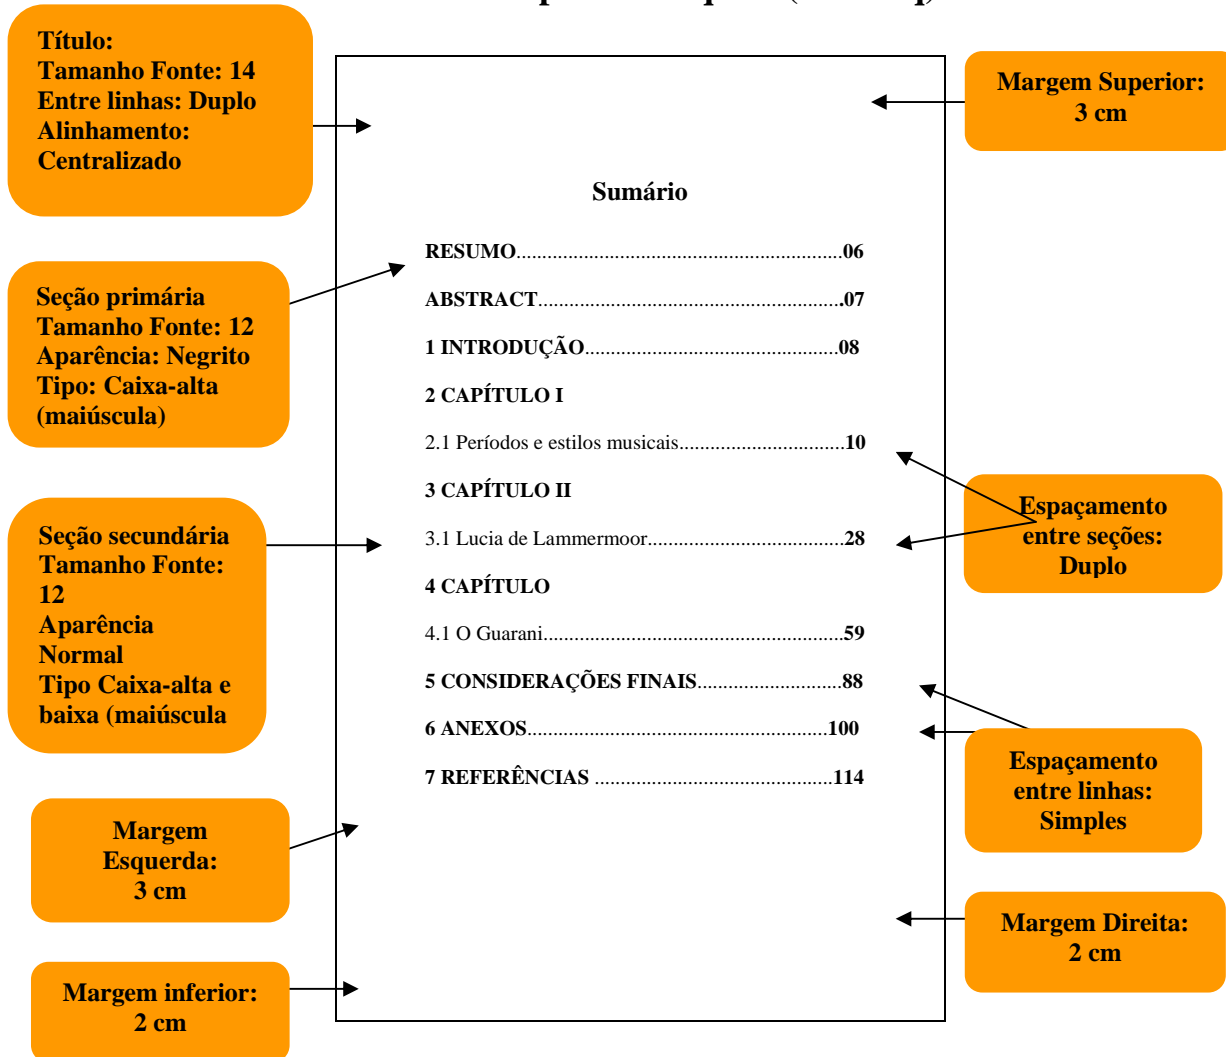 Título:
Tamanho Fonte: 14
Entre linhas: Duplo
Alinhamento:
Centralizado
Margem Superior:
3 cm
Sumário
RESUMO....................................................................06
ABSTRACT...............................................................07
1 INTRODUÇÃO.....................................................08
2 CAPÍTULO I
2.1 Períodos e estilos musicais...................................10
3 CAPÍTULO II
3.1 Lucia de Lammermoor.........................................28
4 CAPÍTULO
4.1 O Guarani..............................................................59
5 CONSIDERAÇÕES FINAIS..............................88
6 ANEXOS...............................................................100
7 REFERÊNCIAS ..................................................114
Seção primária
Tamanho Fonte: 12
Aparência: Negrito
Tipo: Caixa-alta
(maiúscula)
Seção secundária
Tamanho Fonte:
12
Aparência
Normal
Tipo Caixa-alta e
baixa (maiúscula
Espaçamento
entre seções:
Duplo
Espaçamento
entre linhas:
Simples
Margem
Esquerda:
3 cm
Margem Direita:
2 cm
Margem inferior:
2 cm